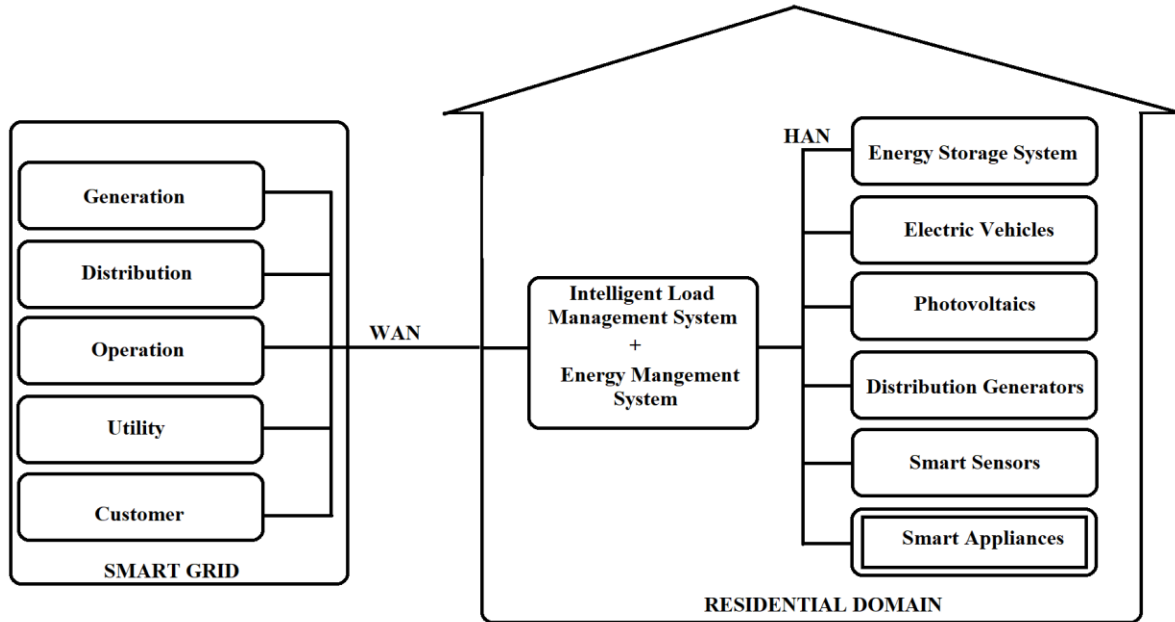 Generation
Distribution
Operation
Utility
Customer
SMART GRID
WAN
Intelligent Load
Management System
+
Energy Mangement
System
HAN
Energy Storage System
Electric Vehicles
Photovoltaics
Distribution Generators
Smart Sensors
Smart Appliances
RESIDENTIAL DOMAIN